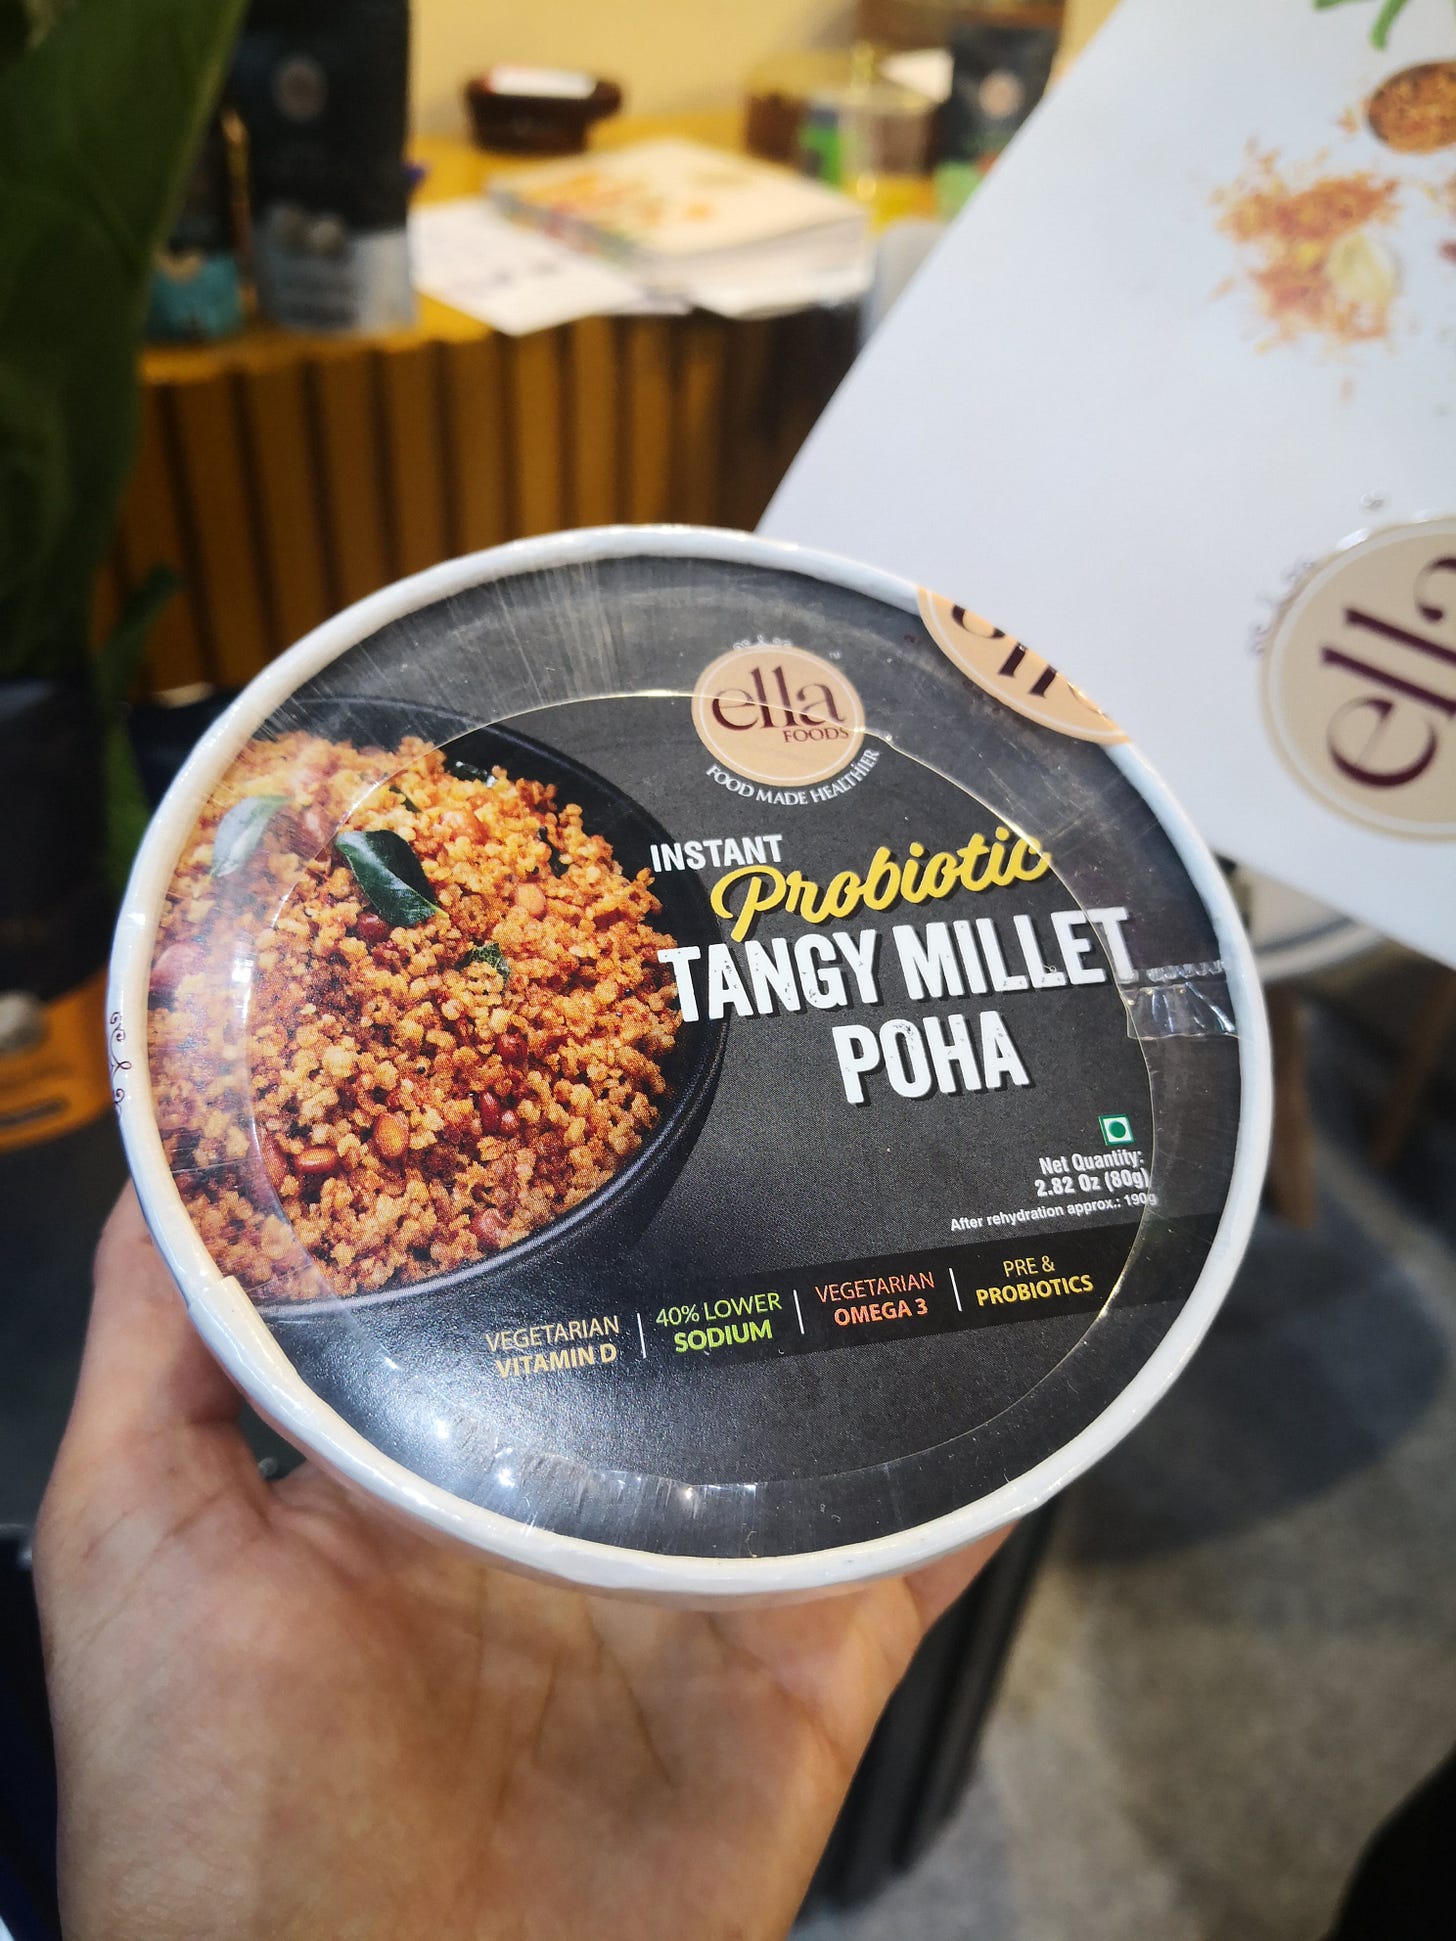 ella
FOODS
FOOD MADE HEALTHIER
INSTANT
Probiotic
TANGY MILLET
POHA
Net Quantity:
2.82 Oz (80g)
After rehydration approx.: 190g
VEGETARIAN
VITAMIN D
40% LOWER
SODIUM
VEGETARIAN
OMEGA 3
PRE &
PROBIOTICS
ella